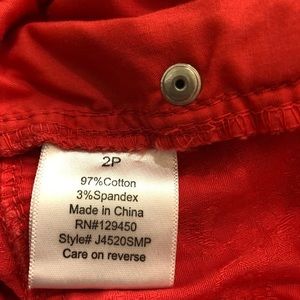 2P
97%Cotton
3%Spandex
Made in China
RN#129450
Style# J4520SMP
Care on reverse